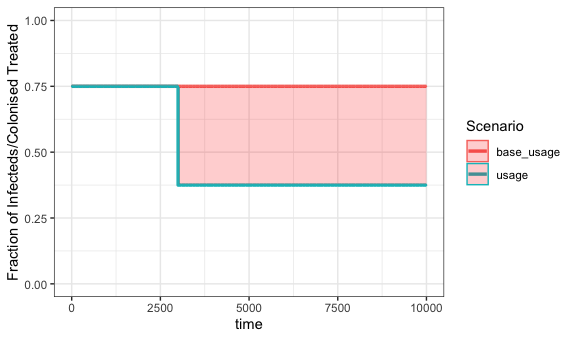 Fraction of Infecteds/Colonised Treated
1.00
0.75
0.50
0.25
0.00
0
2500
5000
7500
10000
time
Scenario
base_usage
usage